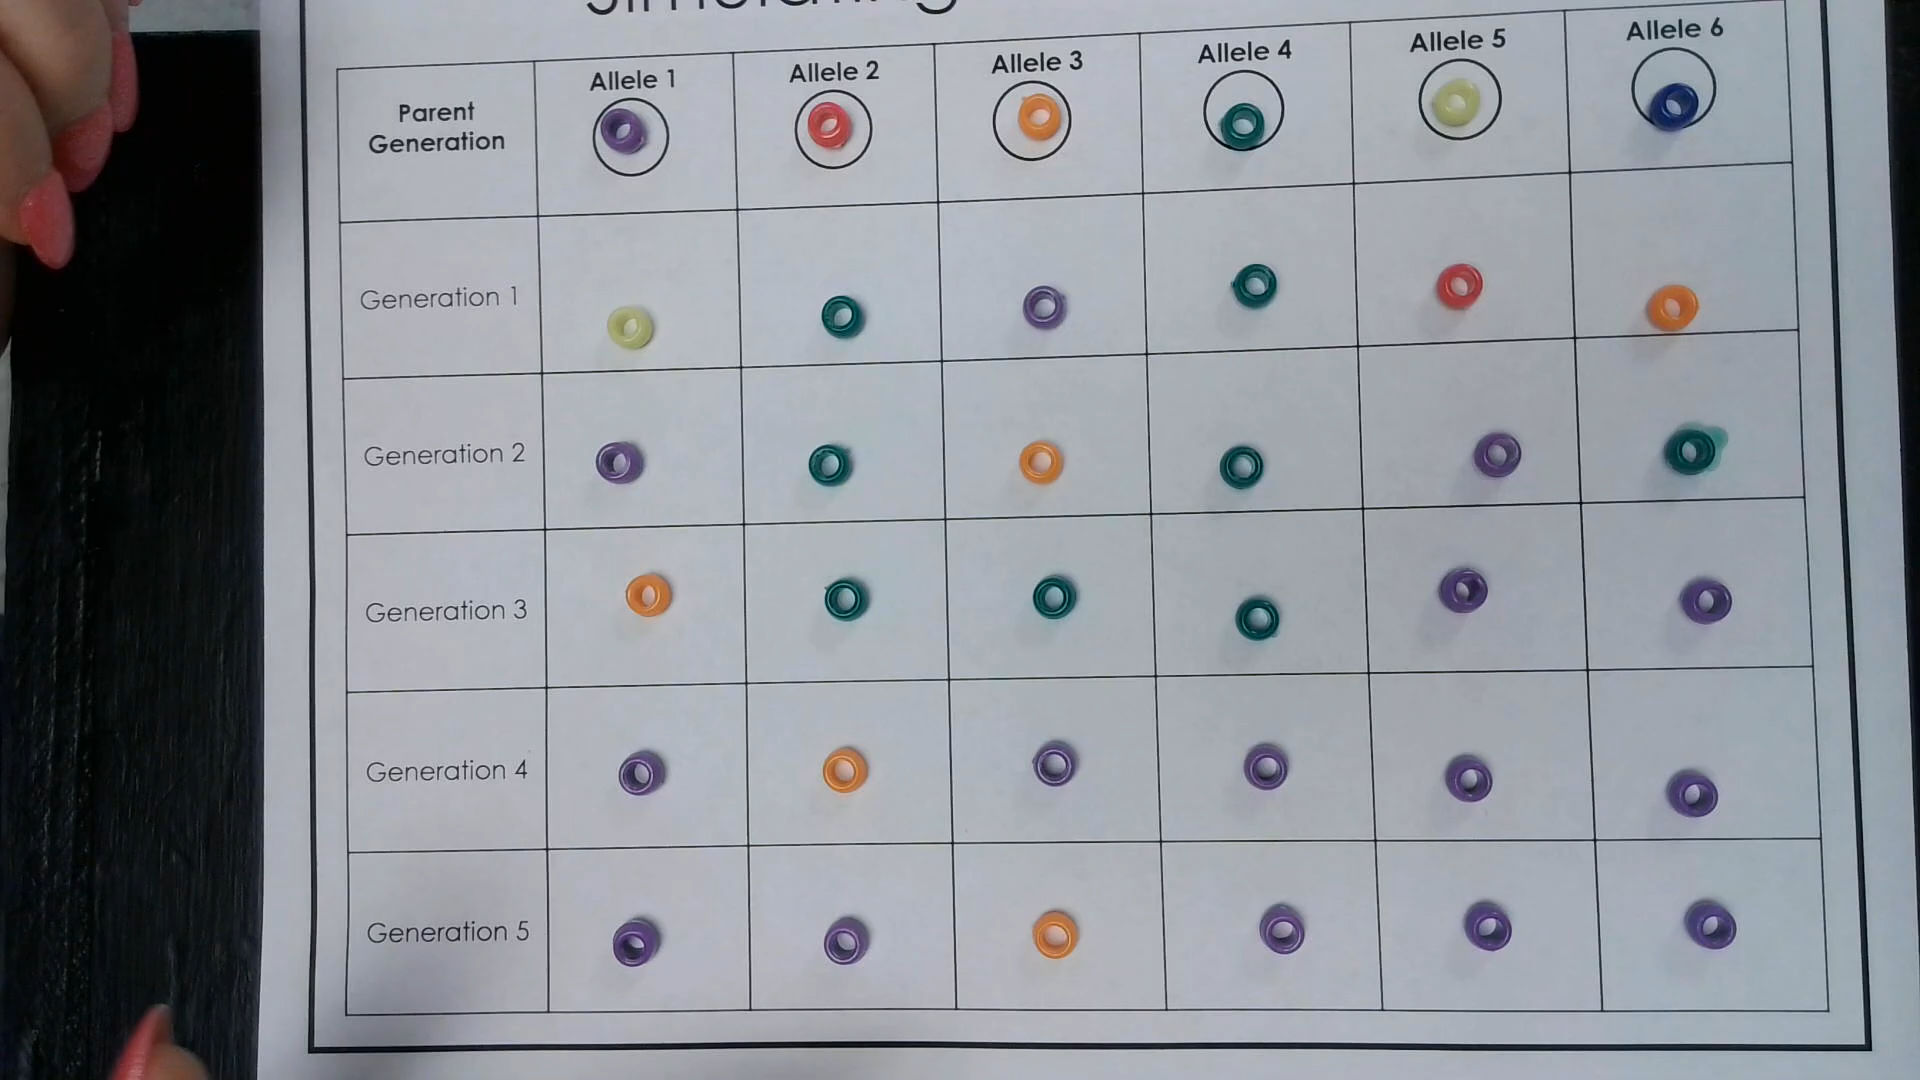 Allele 1 Allele 2 Allele 3 Allele 4 Allele 5 Allele 6
Parent
Generation
Generation 1
Generation 2
Generation 3
Generation 4
Generation 5